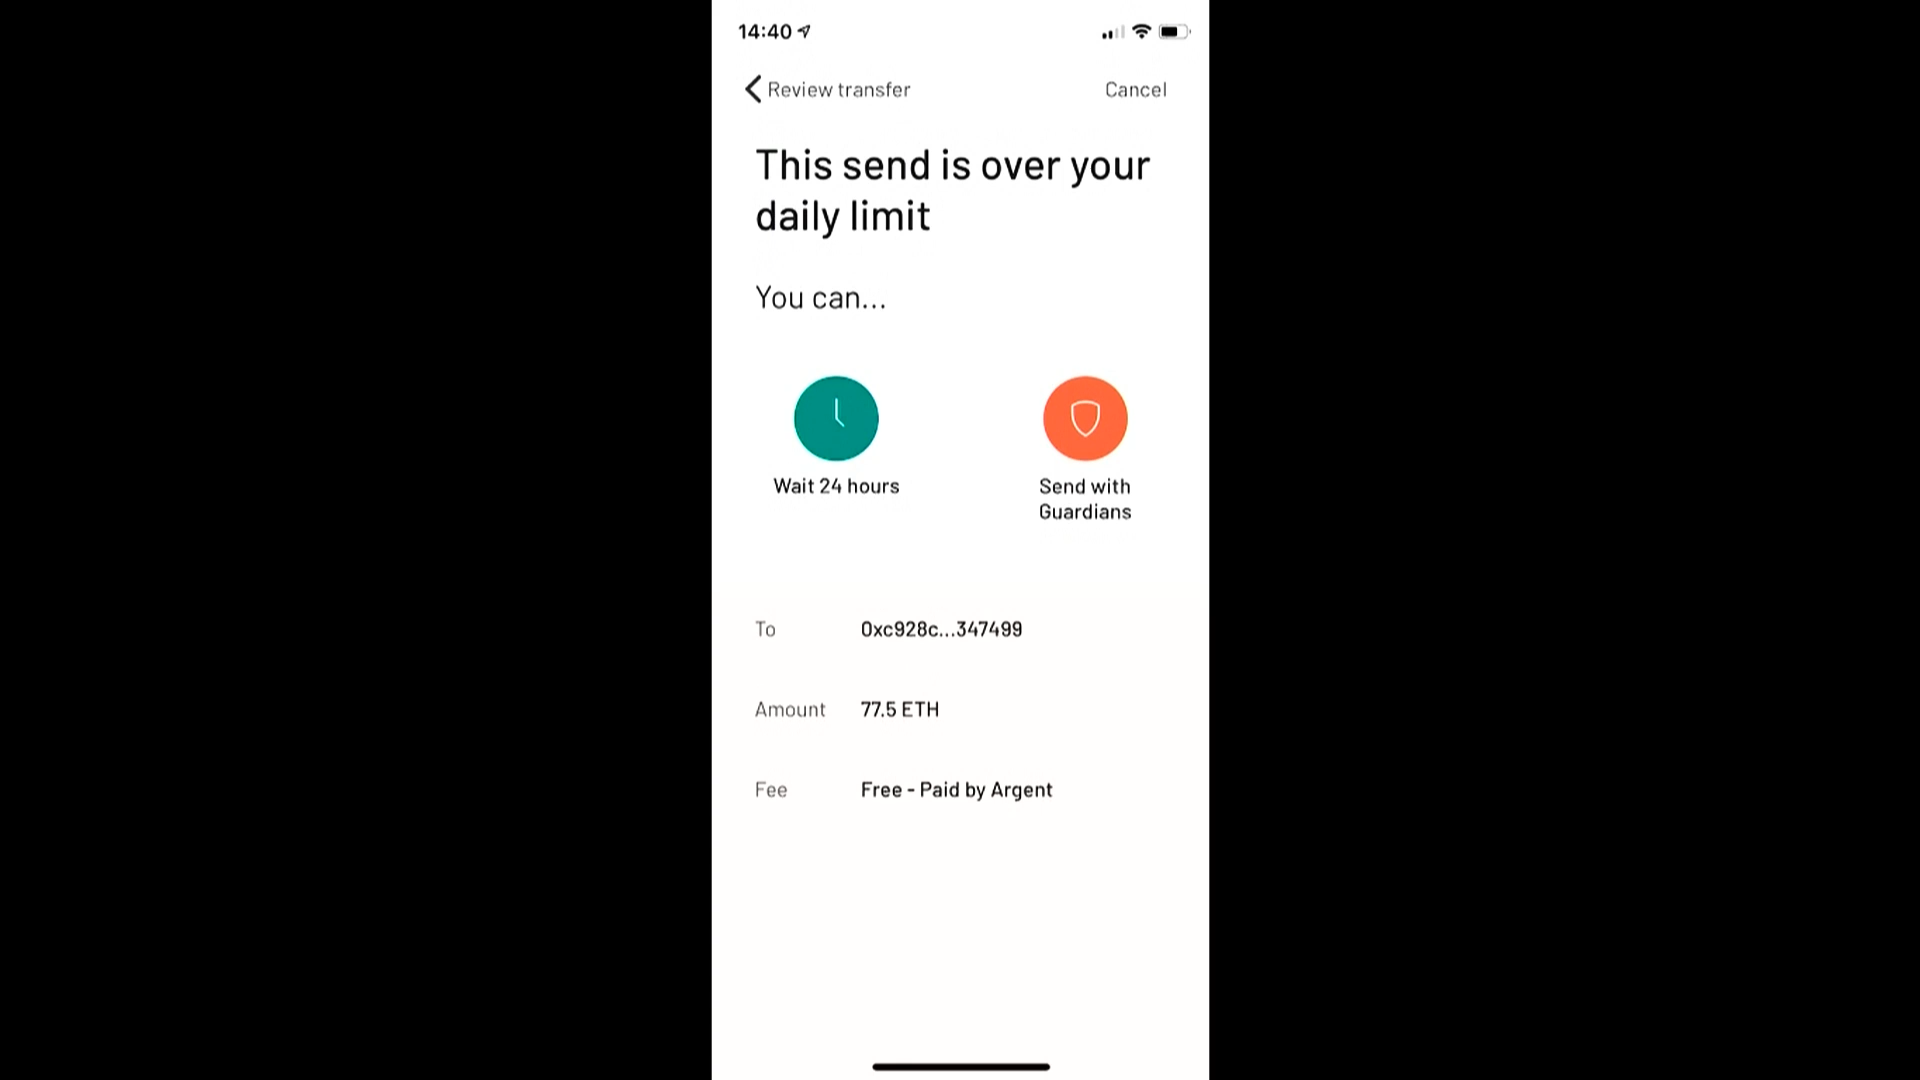 14:40
Review transfer
Cancel
This send is over your
daily limit
You can...
Wait 24 hours
Send with
Guardians
To 0xc928c...347499
Amount 77.5 ETH
Fee Free - Paid by Argent